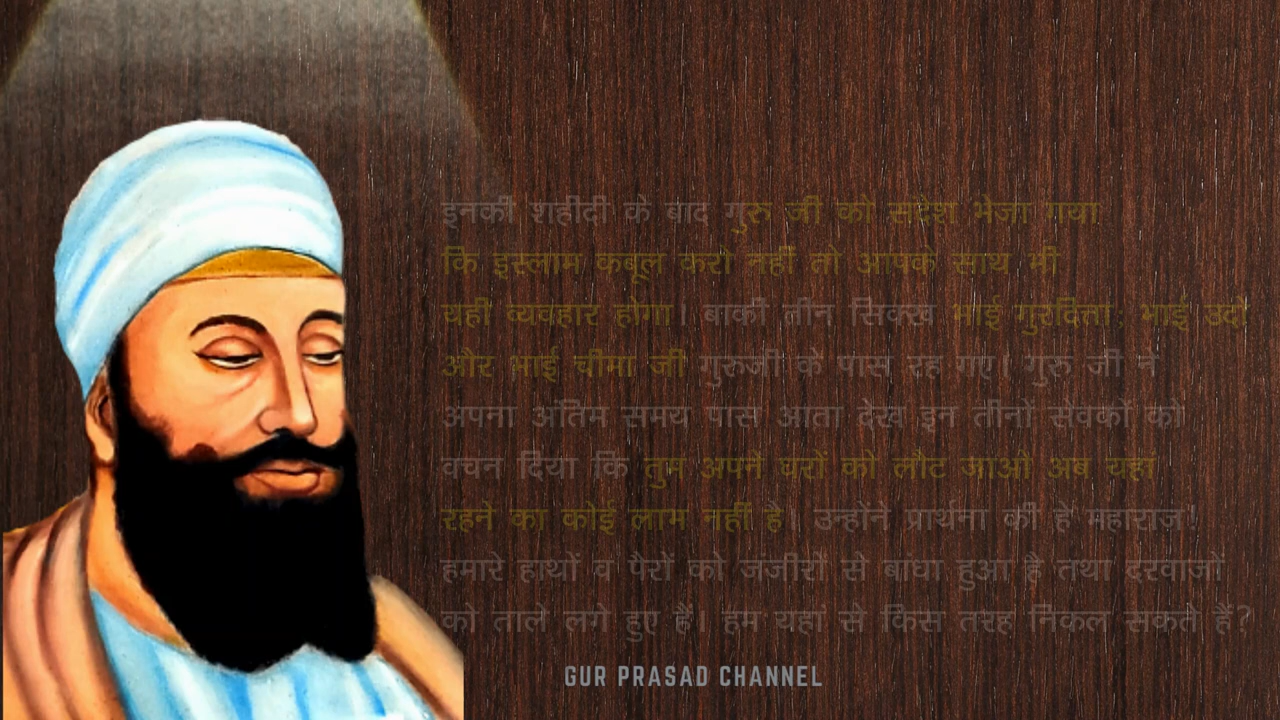 इनकी शहीदी के बाद गुरु जी को संदेश भेजा गया
कि इस्लाम कबूल करो नहीं तो आपके साथ भी
यही व्यवहार होगा। बाकी तीन सिक्ख भाई गुरदित्ता, भाई उदो
और भाई चीमा जी गुरुजी के पास रह गए। गुरु जी ने
अपना अंतिम समय पास आता देख इन तीनों सेवकों को
वचन दिया कि तुम अपने घरों को लौट जाओ अब यहां
रहने का कोई लाभ नहीं है। उन्होंने प्रार्थना की हे महाराज!
हमारे हाथों व पैरों को जंजीरों से बांधा हुआ है तथा दरवाजों
को ताले लगे हुए हैं। हम यहां से किस तरह निकल सकते हैं?
GUR PRASAD CHANNEL